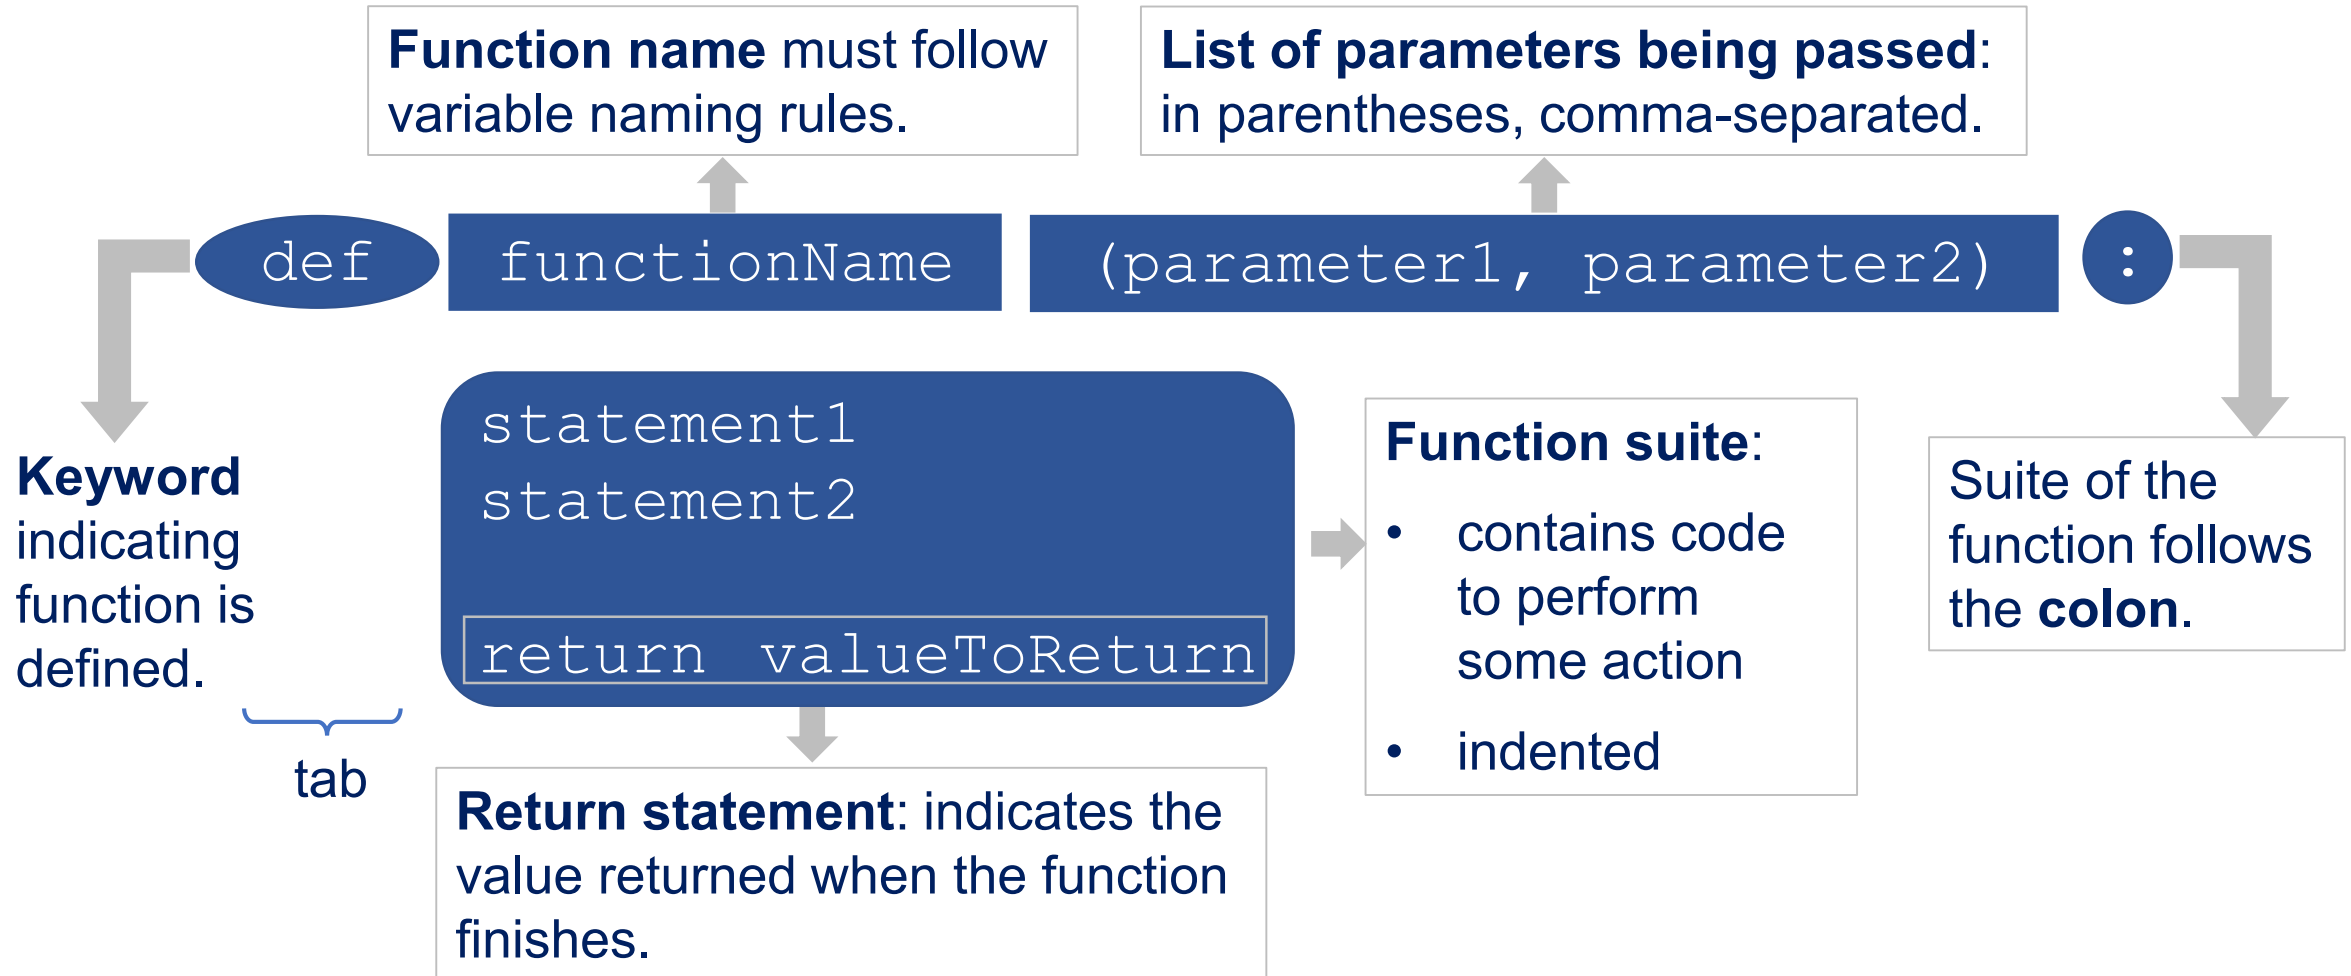 Function name must follow
variable naming rules.
List of parameters being passed:
in parentheses, comma-separated.
def functionName (parameter1, parameter2) :
Keyword
indicating
function is
defined.
tab
statement1
statement2
return valueToReturn
Function suite:
• contains code
to perform
some action
• indented
Suite of the
function follows
the colon.
Return statement: indicates the
value returned when the function
finishes.